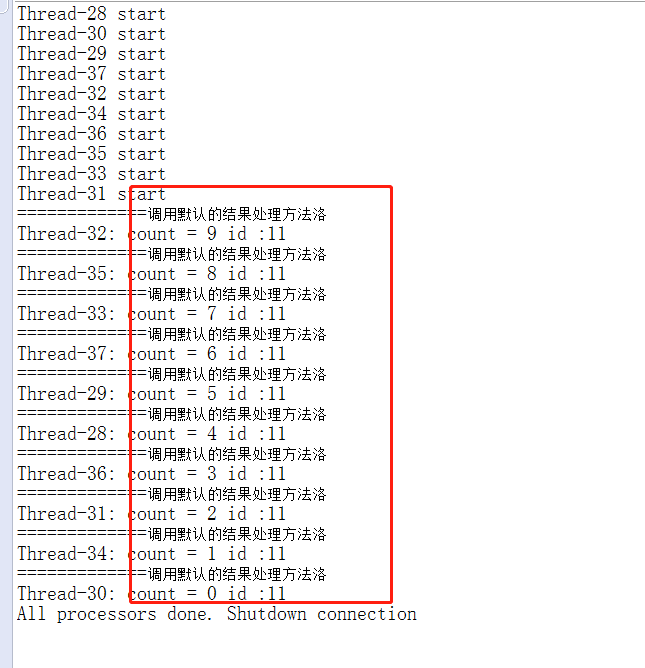 Thread-28 start
Thread-30 start
Thread-29 start
Thread-37 start
Thread-32 start
Thread-34 start
Thread-36 start
Thread-35 start
Thread-33 start
Thread-31 start
=============调用默认的结果处理方法洛
Thread-32: count = 9 id :11
=============调用默认的结果处理方法洛
Thread-35: count = 8 id :11
=============调用默认的结果处理方法洛
Thread-33: count = 7 id :11
=============调用默认的结果处理方法洛
Thread-37: count = 6 id :11
=============调用默认的结果处理方法洛
Thread-29: count = 5 id :11
=============调用默认的结果处理方法洛
Thread-28: count = 4 id :11
=============调用默认的结果处理方法洛
Thread-36: count = 3 id :11
=============调用默认的结果处理方法洛
Thread-31: count = 2 id :11
=============调用默认的结果处理方法洛
Thread-34: count = 1 id :11
=============调用默认的结果处理方法洛
Thread-30: count = 0 id :11
All processors done. Shutdown connection